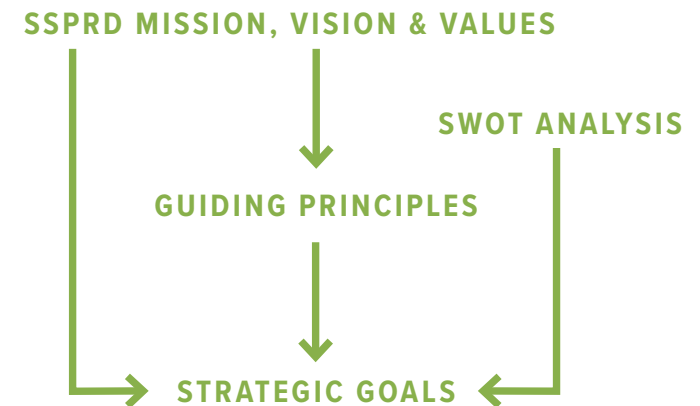 SSPRD MISSION, VISION & VALUES
SWOT ANALYSIS
GUIDING PRINCIPLES
STRATEGIC GOALS